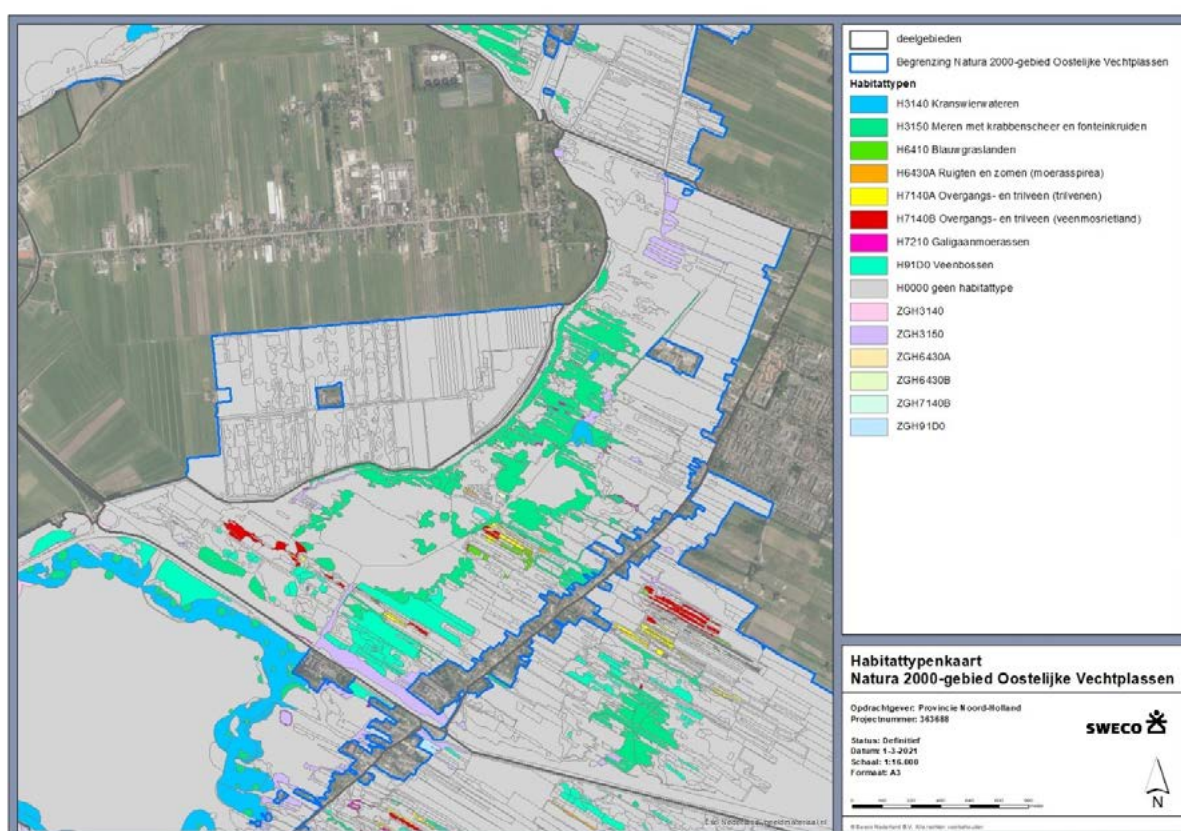 deelgebieden
Begrenzing Natura 2000-gebied Oostelijke Vechtplassen
Habitattypen
H3140 Kranswierwateren
H3150 Meren met krabbenscheer en fonteinkruiden
H6410 Blauwgraslanden
H6430A Ruigten en zomen (moerasspirea)
H7140A Overgangs- en trilveen (trilvenen)
H7140B Overgangs- en trilveen (veenmosrietland)
H7210 Galigaanmoerassen
H91D0 Veenbossen
H0000 geen habitattype
ZGH3140
ZGH3150
ZGH6430A
ZGH6430B
ZGH7140B
ZGH91D0
Habitattypenkaart
Natura 2000-gebied Oostelijke Vechtplassen
Opdrachtgever: Provincie Noord-Holland
Projectnummer: 363688
SWECO
Status: Definitief
Datum: 1-3-2021
Schaal: 1:16.000
Formaat: A3
N